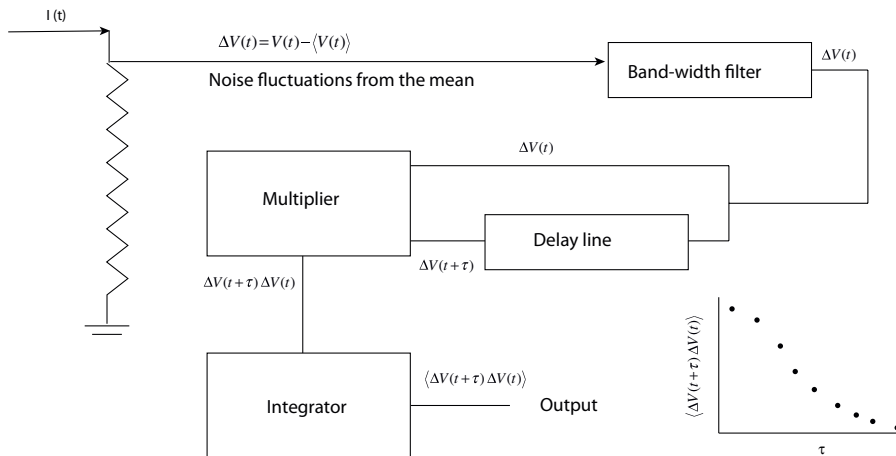 I (t)
ΔV(t)=V(t)−⟨V(t)⟩
Noise fluctuations from the mean
Band-width filter
ΔV(t)
ΔV(t)
Multiplier
Delay line
ΔV(t+τ)
ΔV(t+τ) ΔV(t)
Integrator
⟨ΔV(t+τ) ΔV(t)⟩
Output
⟨ΔV(t+τ) ΔV(t)⟩
τ